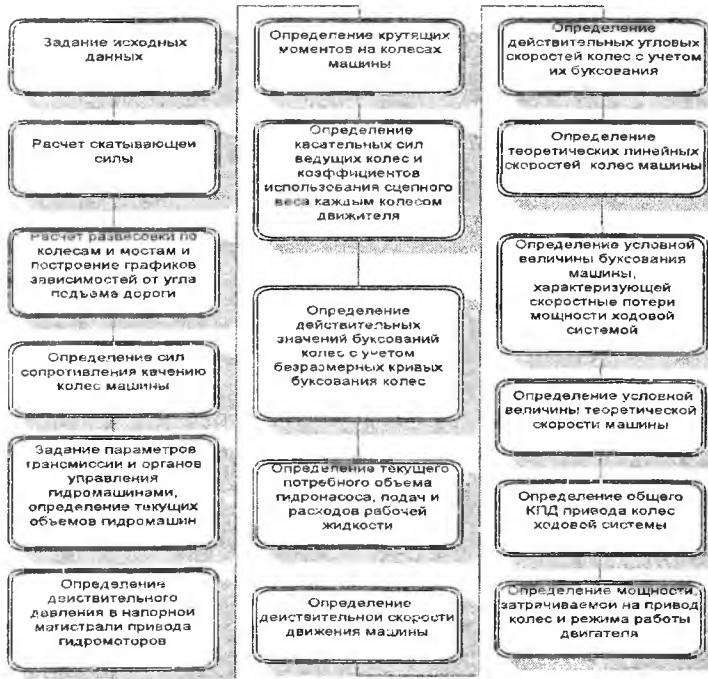 Задание исходных
данных
Расчет скатывающей
силы
Расчет развесовки по
колесам и мостам и
построение графиков
зависимостей от угла
подъема дороги
Определение сил
сопротивления качению
колес машины
Задание параметров
трансмиссии и органов
управления
гидромашинами,
определение текущих
объемов гидромашин
Определение
действительного
давления в напорной
магистрали привода
гидромоторов
Определение крутящих
моментов на колесах
машины
Определение
касательных сил
ведущих колес и
коэффициентов
использования сцепного
веса каждым колесом
движителя
Определение
действительных
значений буксований
колес с учетом
безразмерных кривых
буксования колес
Определение текущего
потребного объема
гидронасоса, подач и
расходов рабочей
жидкости
Определение
действительной скорости
движения машины
Определение
действительных угловых
скоростей колес с учетом
их буксования
Определение
теоретических линейных
скоростей колес машины
Определение условной
величины буксования
машины,
характеризующей
скоростные потери
мощности ходовой
системой
Определение условной
величины теоретической
скорости машины
Определение общего
КПД привода колес
ходовой системы
Определение мощности,
затрачиваемой на привод
колес и режима работы
двигателя